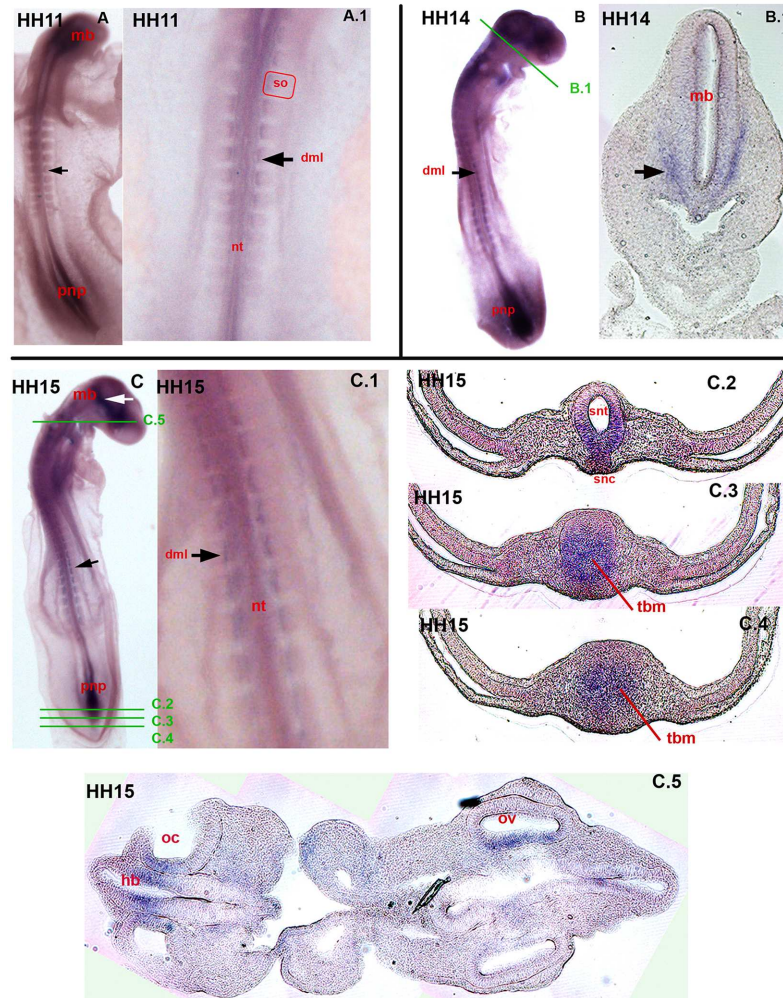 HH11
A
mb
pnp
HH11
A.1
so
dml
nt
HH14
B
B.1
dml
pnp
HH14
B.
mb
HH15
C
mb
C.5
pnp
C.2
C.3
C.4
HH15
C.1
dml
nt
HH15
C.2
snt
snc
HH15
C.3
tbm
HH15
C.4
tbm
HH15
C.5
oc
hb
ov